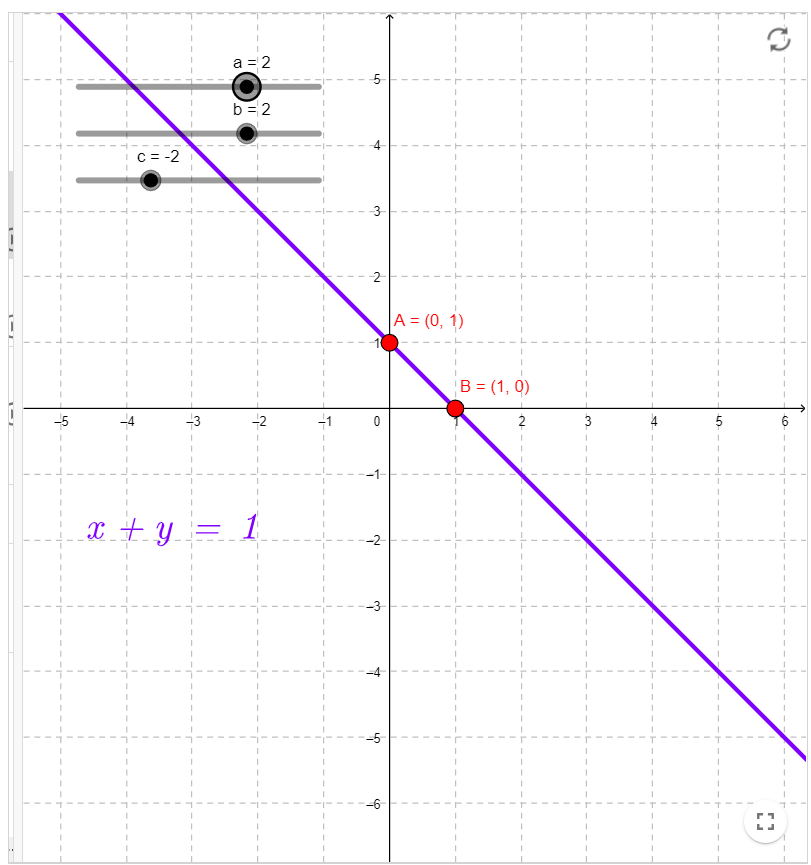 a = 2
b = 2
c = -2
5
4
3
A = (0, 1)
2
1
B = (1, 0)
–5 –4 –3 –2 –1 0 1 2 3 4 5 6
–1
x + y = 1
–2
–3
–4
–5
–6